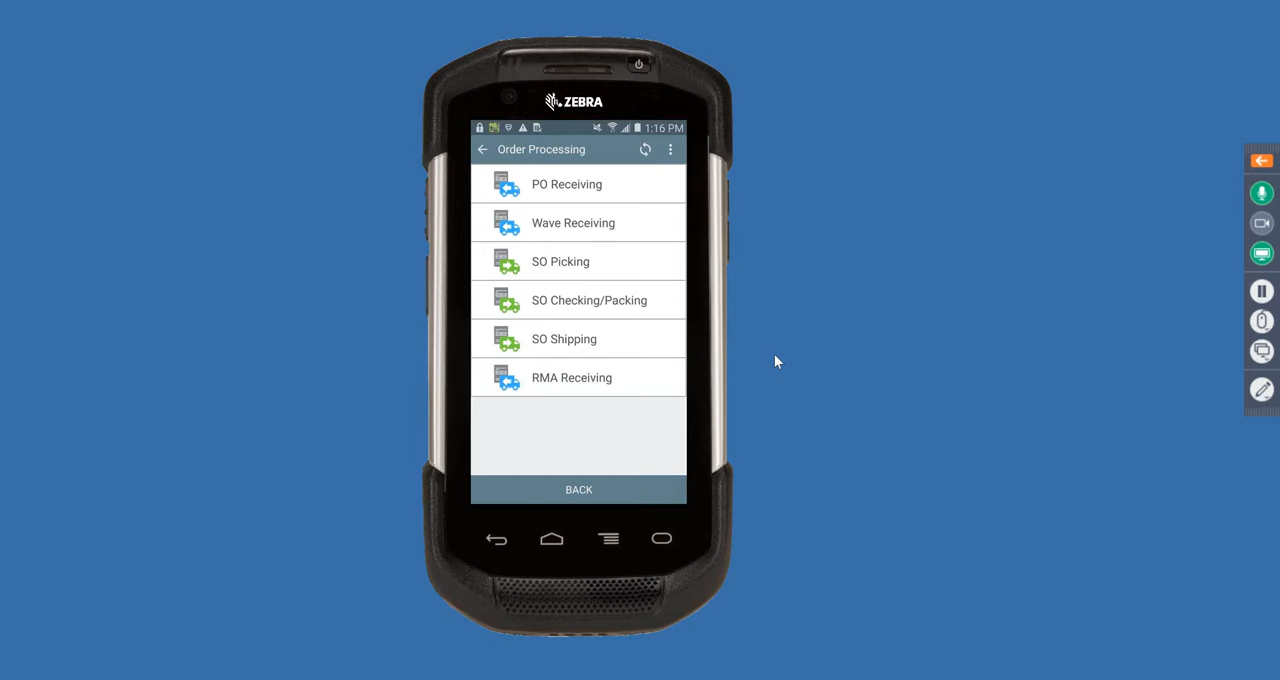 ZEBRA
1:16 PM
Order Processing
PO Receiving
Wave Receiving
SO Picking
SO Checking/Packing
SO Shipping
RMA Receiving
BACK